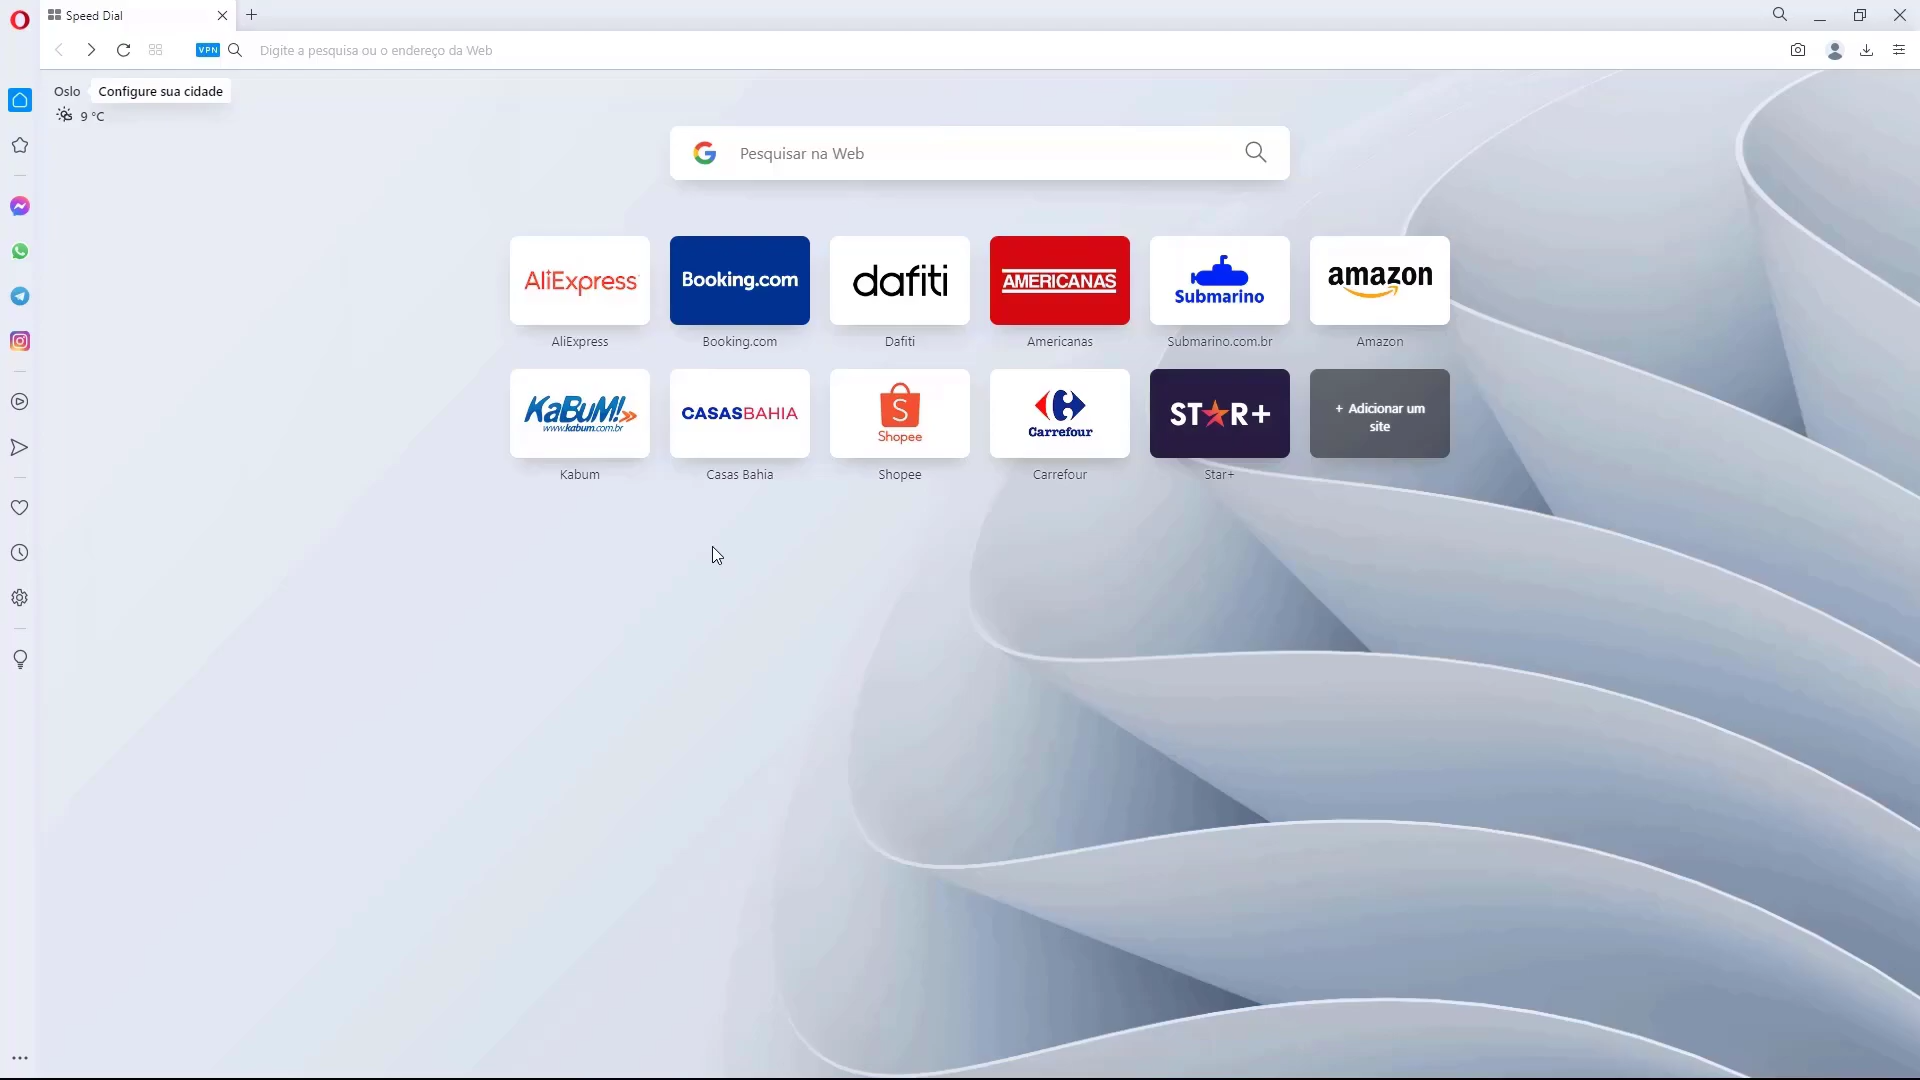 Speed Dial
VPN
Digite a pesquisa ou o endereço da Web
Oslo
Configure sua cidade
9 °C
Pesquisar na Web
AliExpress
Booking.com
dafiti
AMERICANAS
Submarino
amazon
AliExpress
Booking.com
Dafiti
Americanas
Submarino.com.br
Amazon
KaBuM!
www.kabum.com.br
CASASBAHIA
S
Shopee
Carrefour
ST★R+
+ Adicionar um
site
Kabum
Casas Bahia
Shopee
Carrefour
Star+